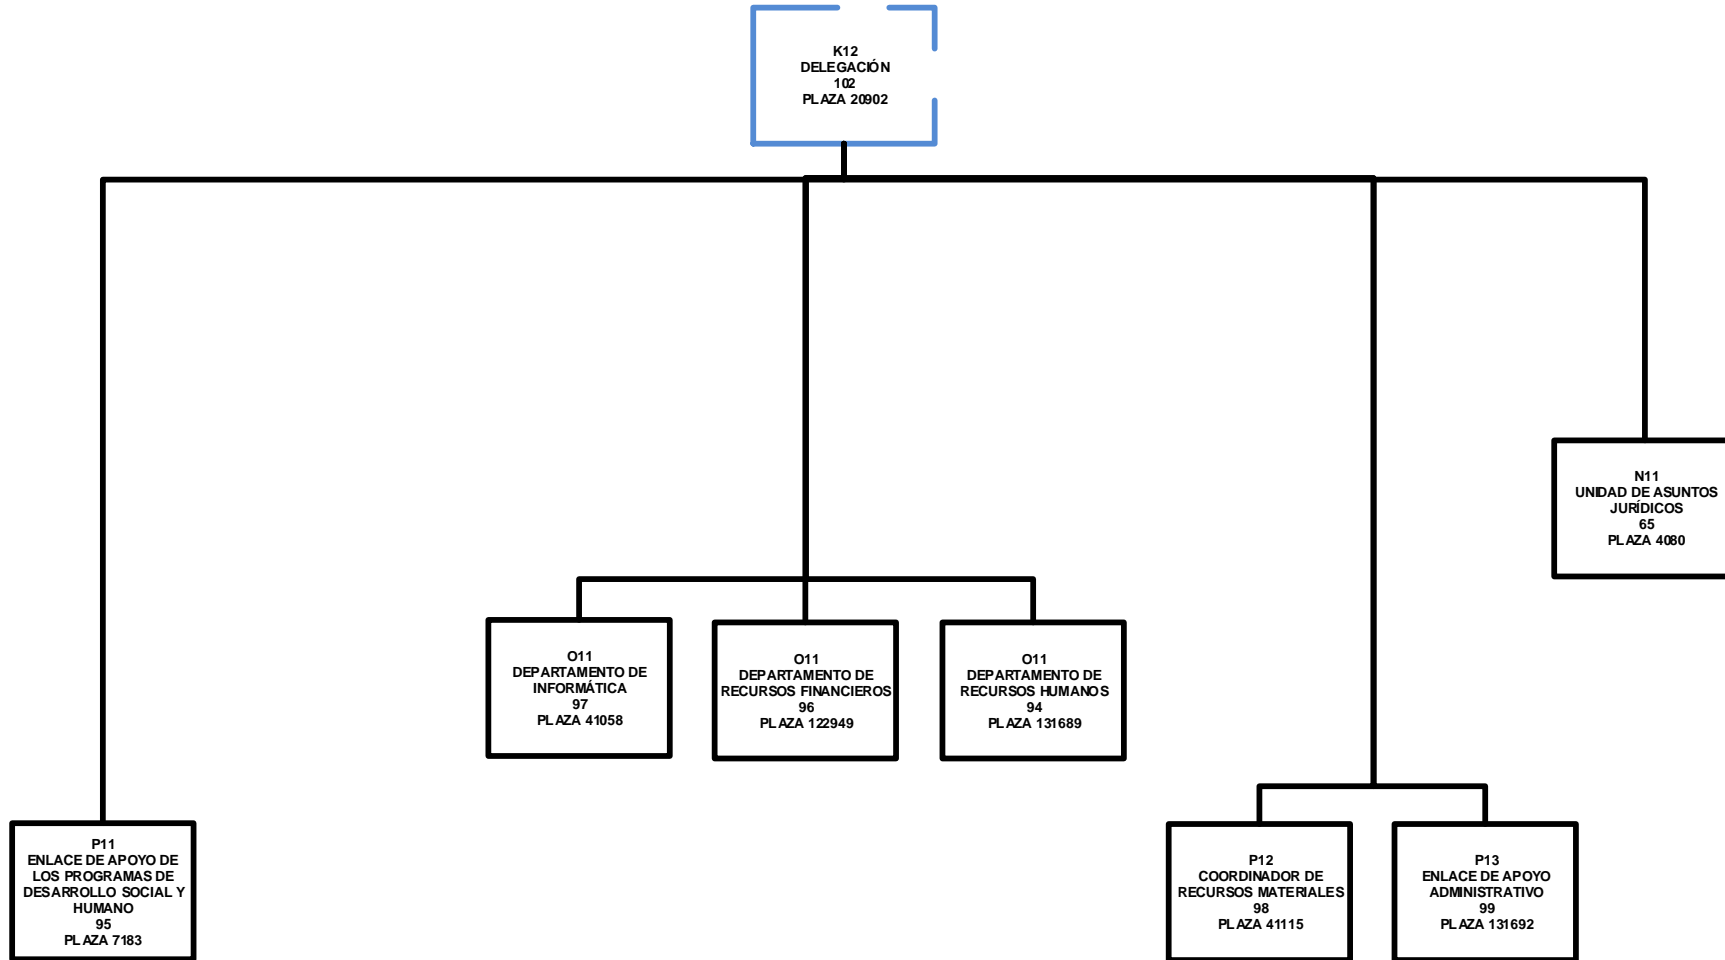 K12
DELEGACIÓN
102
PLAZA 20902
N11
UNIDAD DE ASUNTOS
JURÍDICOS
65
PLAZA 4080
O11
DEPARTAMENTO DE
INFORMÁTICA
97
PLAZA 41058
O11
DEPARTAMENTO DE
RECURSOS FINANCIEROS
96
PLAZA 122949
O11
DEPARTAMENTO DE
RECURSOS HUMANOS
94
PLAZA 131689
P11
ENLACE DE APOYO DE
LOS PROGRAMAS DE
DESARROLLO SOCIAL Y
HUMANO
95
PLAZA 7183
P12
COORDINADOR DE
RECURSOS MATERIALES
98
PLAZA 41115
P13
ENLACE DE APOYO
ADMINISTRATIVO
99
PLAZA 131692